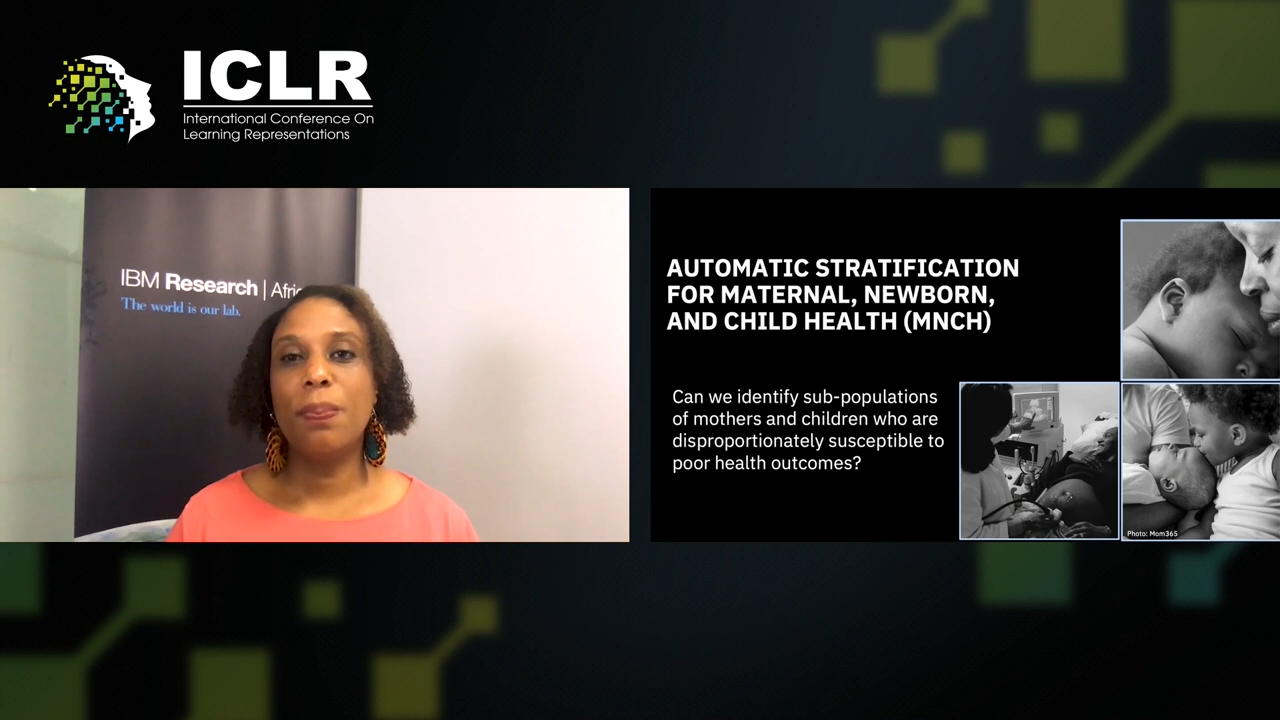 ICLR
International Conference On
Learning Representations
IBM Research |
The world is our lab.
AUTOMATIC STRATIFICATION
FOR MATERNAL, NEWBORN,
AND CHILD HEALTH (MNCH)
Can we identify sub-populations
of mothers and children who are
disproportionately susceptible to
poor health outcomes?
Photo: Mom365